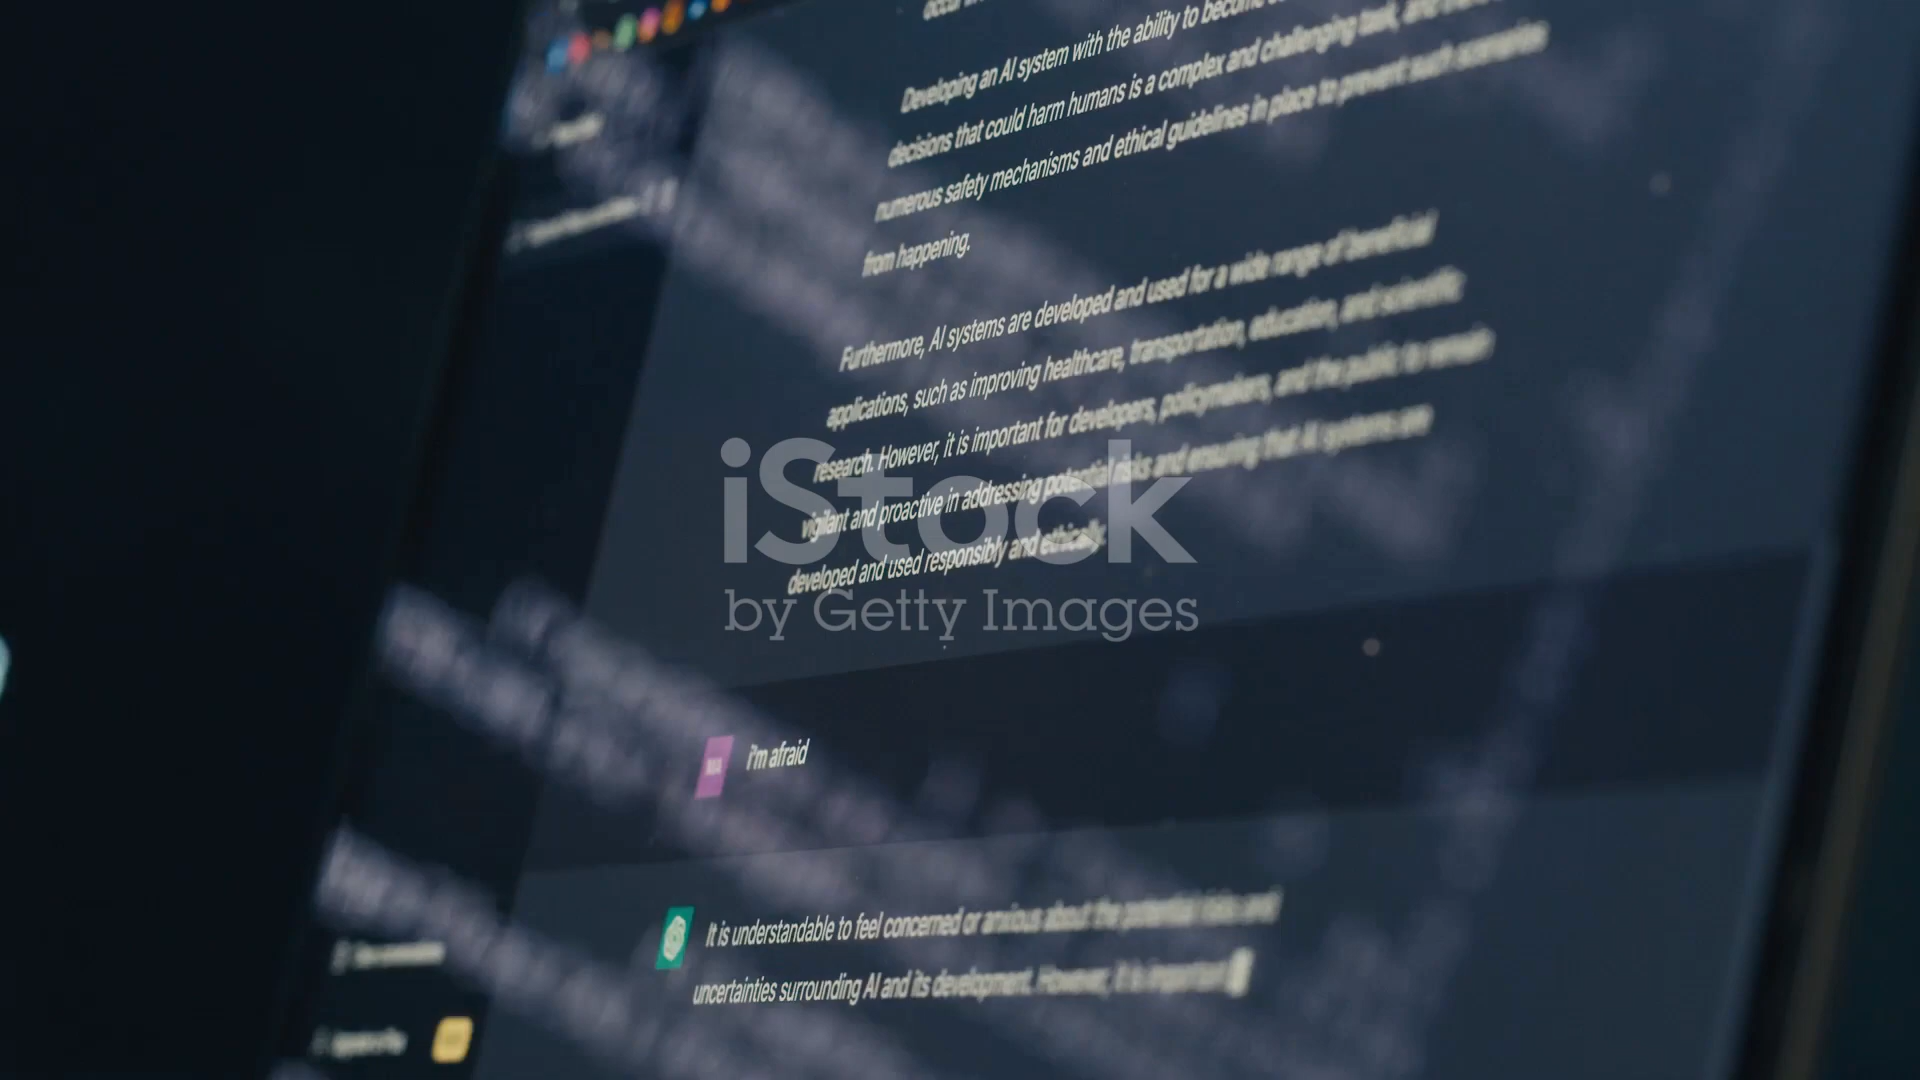 Developing an AI system with the ability to become
decisions that could harm humans is a complex and challenging task, and
numerous safety mechanisms and ethical guidelines in place to prevent such scenarios
from happening.
Furthermore, AI systems are developed and used for a wide range of beneficial
applications, such as improving healthcare, transportation, education, and scientific
research. However, it is important for developers, policymakers, and the public to remain
vigilant and proactive in addressing potential risks and ensuring that AI systems are
developed and used responsibly and ethically.
iStock
by Getty Images
i'm afraid
It is understandable to feel concerned or anxious about the potential risks and
uncertainties surrounding AI and its development. However, it is important